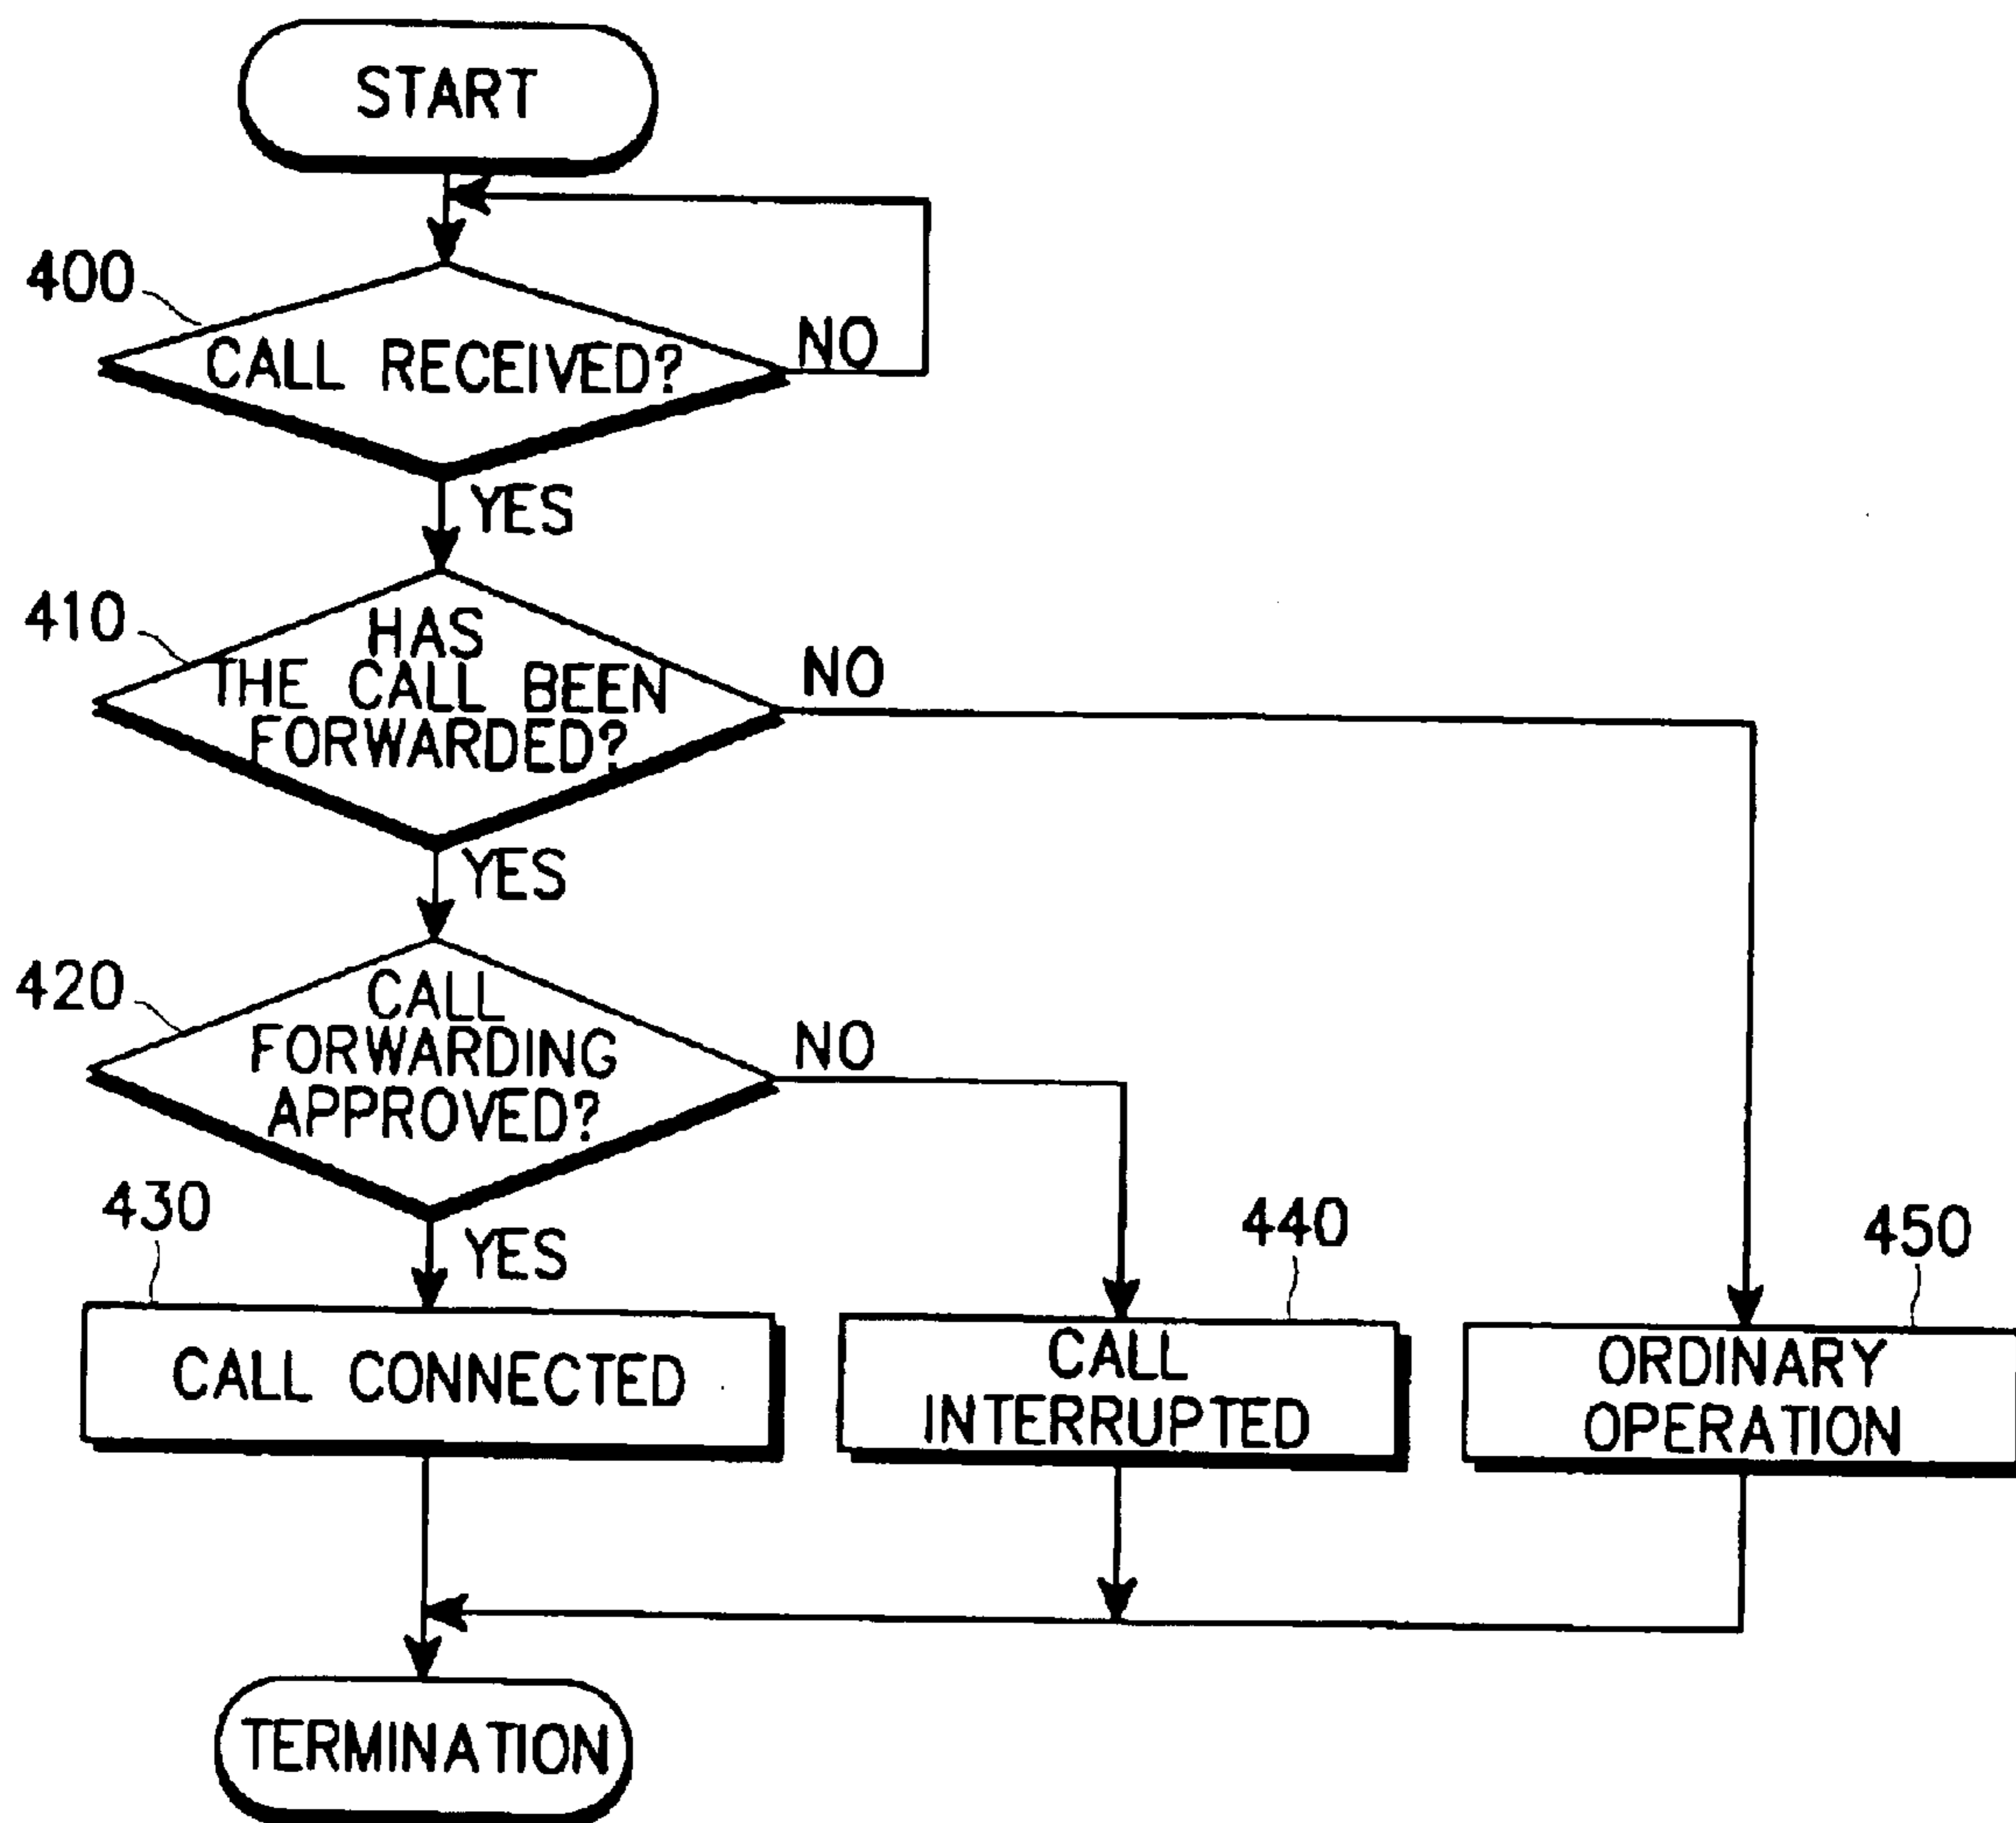 START
400
CALL RECEIVED?
NO
YES
410
HAS
THE CALL BEEN
FORWARDED?
NO
YES
420
CALL
FORWARDING
APPROVED?
NO
YES
430
CALL CONNECTED
440
CALL
INTERRUPTED
450
ORDINARY
OPERATION
TERMINATION